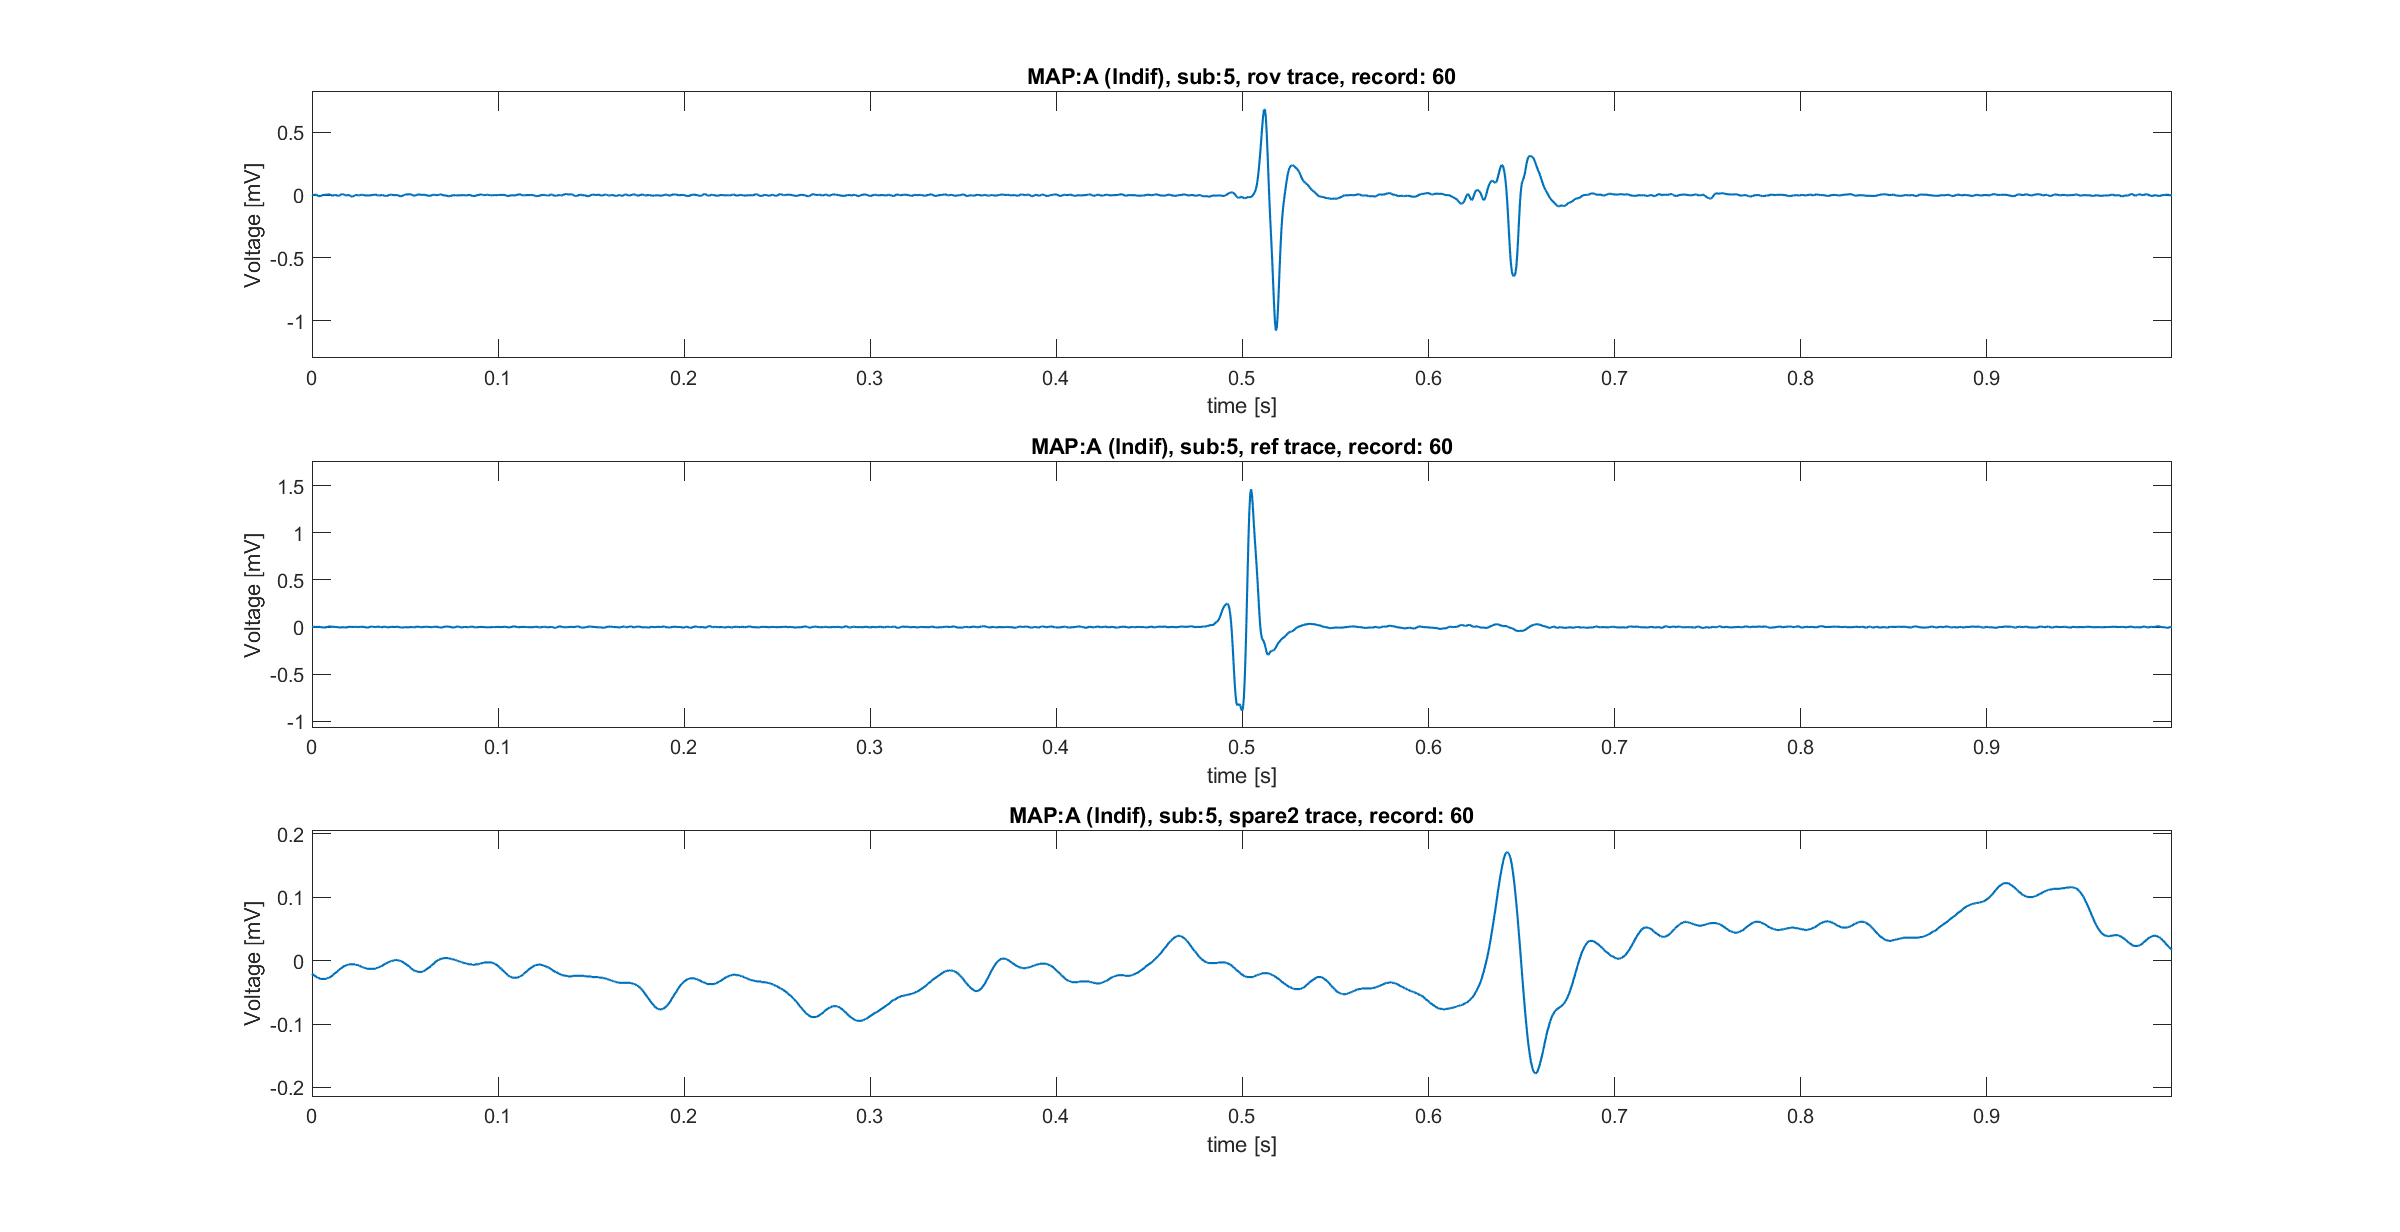 MAP:A (Indif), sub:5, rov trace, record: 60
Voltage [mV]
0.5
0
-0.5
-1
0 0.1 0.2 0.3 0.4 0.5 0.6 0.7 0.8 0.9
time [s]
MAP:A (Indif), sub:5, ref trace, record: 60
Voltage [mV]
1.5
1
0.5
0
-0.5
-1
0 0.1 0.2 0.3 0.4 0.5 0.6 0.7 0.8 0.9
time [s]
MAP:A (Indif), sub:5, spare2 trace, record: 60
Voltage [mV]
0.2
0.1
0
-0.1
-0.2
0 0.1 0.2 0.3 0.4 0.5 0.6 0.7 0.8 0.9
time [s]